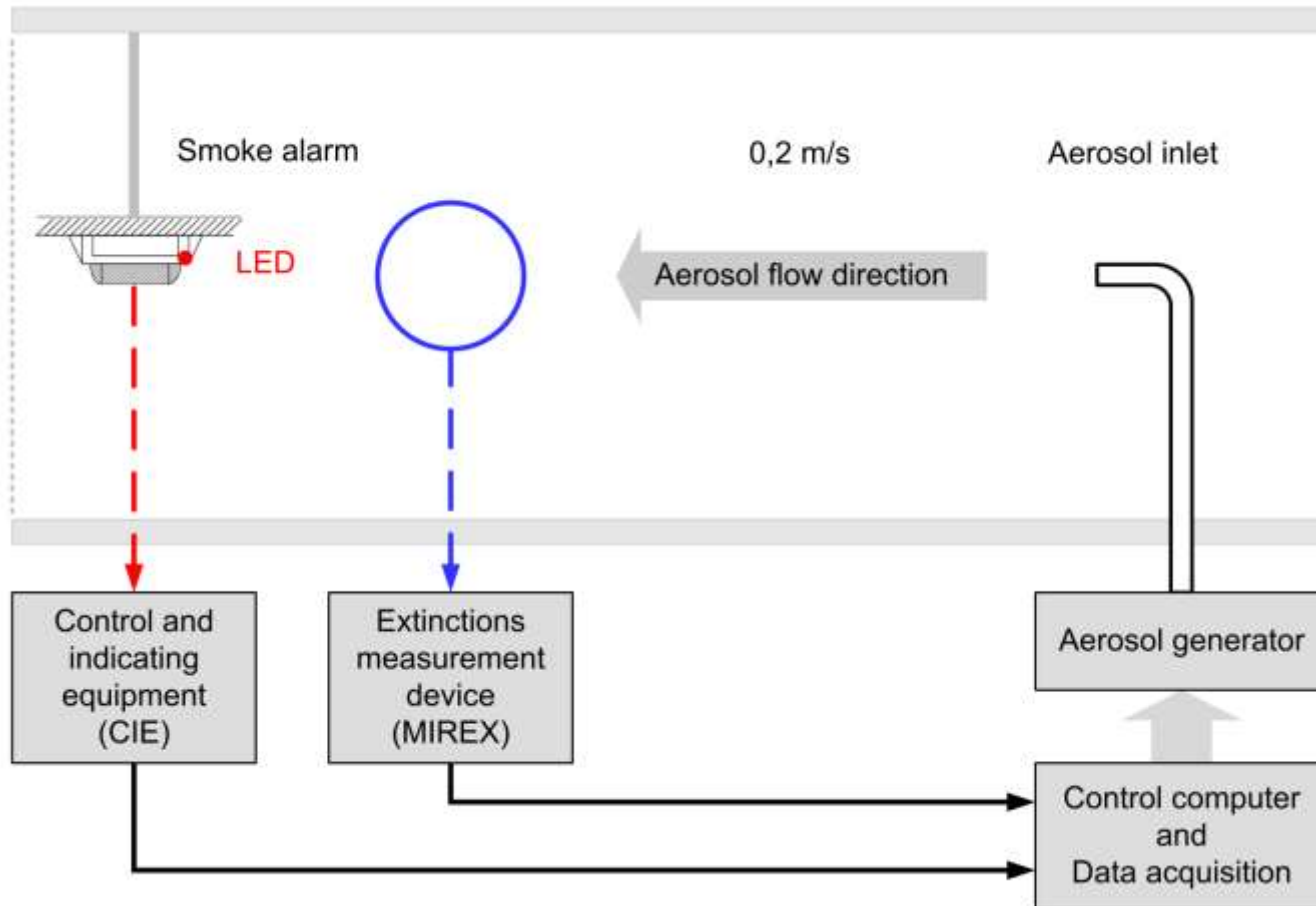 Smoke alarm
0,2 m/s
Aerosol inlet
LED
Aerosol flow direction
Control and
indicating
equipment
(CIE)
Extinctions
measurement
device
(MIREX)
Aerosol generator
Control computer
and
Data acquisition